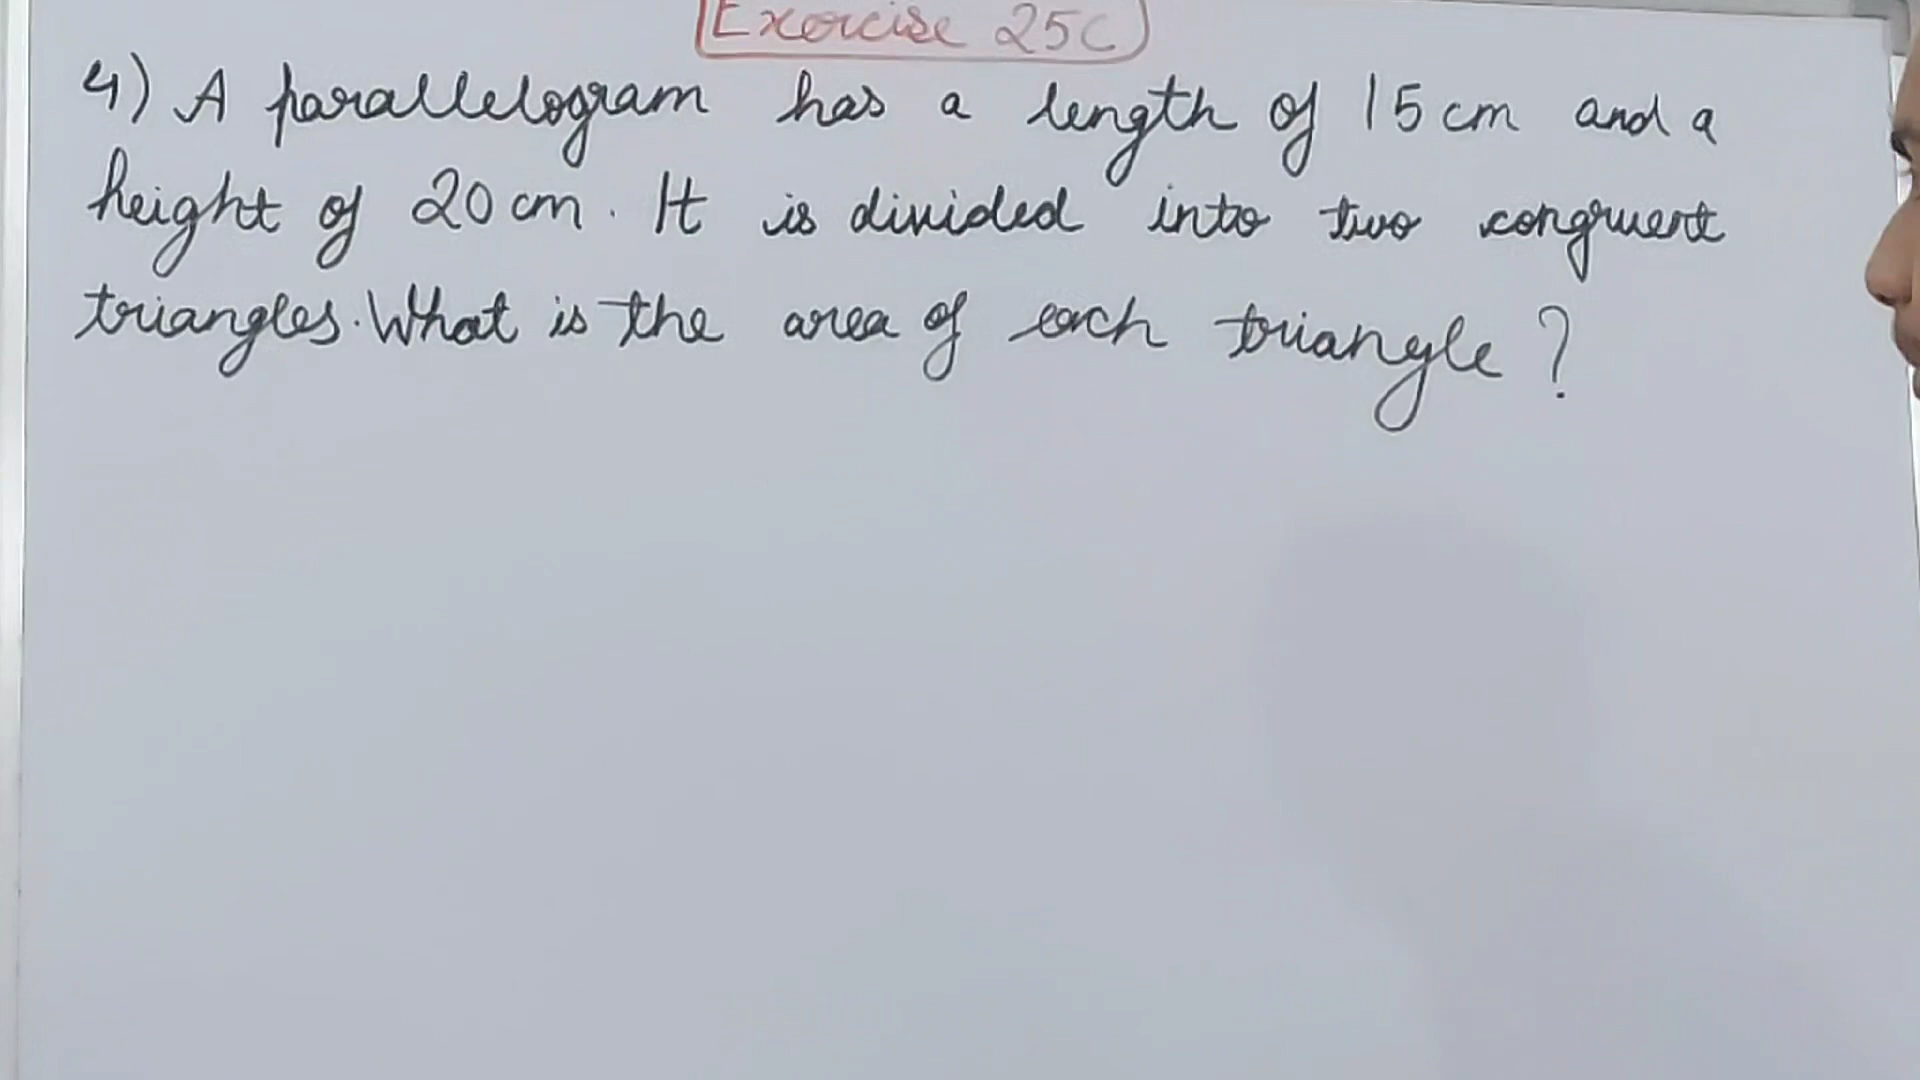 Exercise 25C
4) A parallelogram has a length of 15 cm and a
height of 20 cm. It is divided into two congruent
triangles. What is the area of each triangle ?